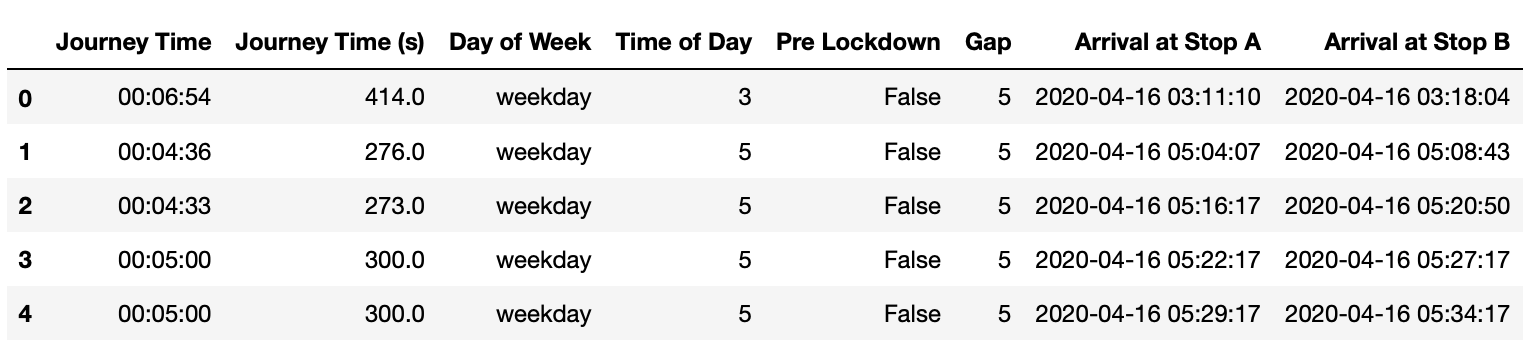 Journey Time Journey Time (s) Day of Week Time of Day Pre Lockdown Gap Arrival at Stop A Arrival at Stop B
0 00:06:54 414.0 weekday 3 False 5 2020-04-16 03:11:10 2020-04-16 03:18:04
1 00:04:36 276.0 weekday 5 False 5 2020-04-16 05:04:07 2020-04-16 05:08:43
2 00:04:33 273.0 weekday 5 False 5 2020-04-16 05:16:17 2020-04-16 05:20:50
3 00:05:00 300.0 weekday 5 False 5 2020-04-16 05:22:17 2020-04-16 05:27:17
4 00:05:00 300.0 weekday 5 False 5 2020-04-16 05:29:17 2020-04-16 05:34:17